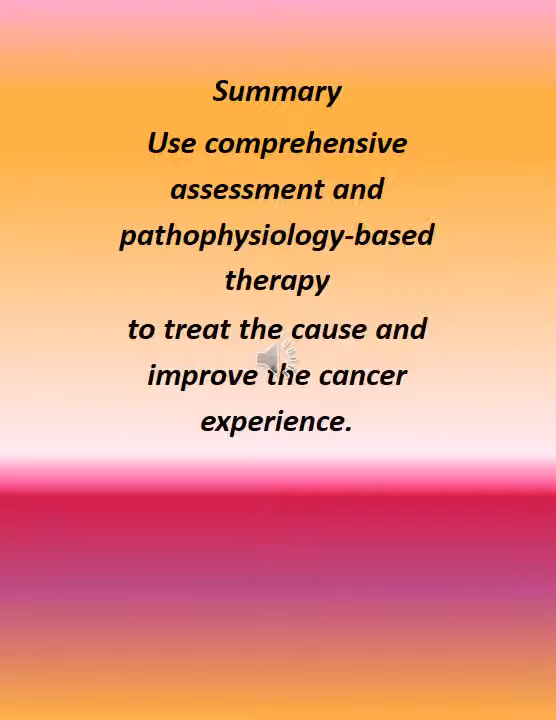 Summary
Use comprehensive
assessment and
pathophysiology-based
therapy
to treat the cause and
improve the cancer
experience.